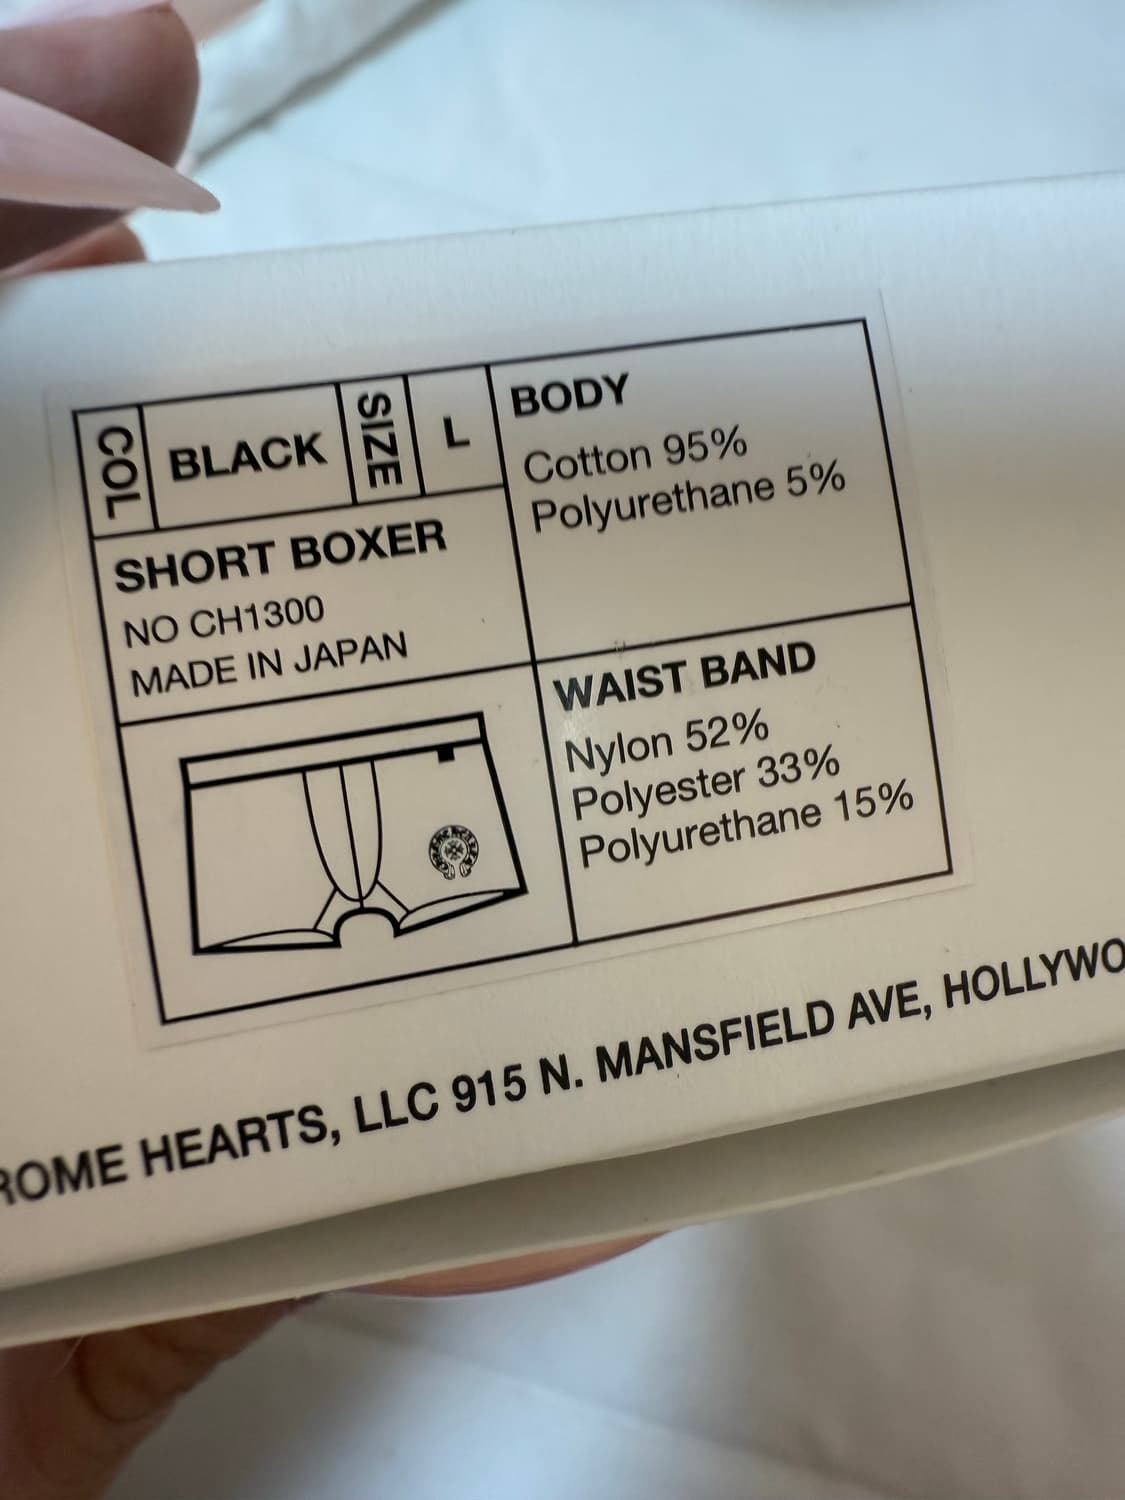 COL
BLACK
SIZE
L
SHORT BOXER
NO CH1300
MADE IN JAPAN
BODY
Cotton 95%
Polyurethane 5%
WAIST BAND
Nylon 52%
Polyester 33%
Polyurethane 15%
ROME HEARTS, LLC 915 N. MANSFIELD AVE, HOLLYWO